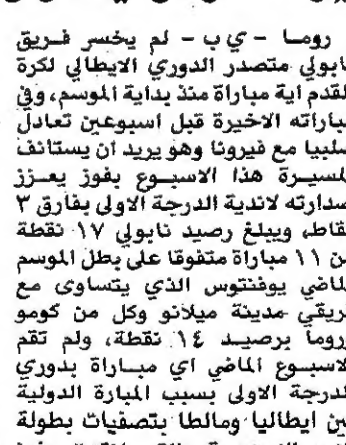 روما - ي ب - لم يخسر فريق
نابولي متصدر الدوري الايطالي لكرة
القدم اية مباراة منذ بداية الموسم، وفي
مباراته الاخيرة قبل اسبوعين تعادل
سلبيا مع فيرونا وهو يريد ان يستانف
المسيرة هذا الاسبوع بفوز يعزز
صدارته لاندية الدرجة الاولى بفارق ٣
نقاط، ويبلغ رصيد نابولي ١٧ نقطة
من ١١ مباراة متفوقا على بطل الموسم
الماضي يوفنتوس الذي يتساوى مع
فريقي مدينة ميلانو وكل من كومو
وروما برصيد ١٤ نقطة، ولم تقم
الاسبوع الماضي اي مباراة بدوري
الدرجة الاولى بسبب المبارة الدولية
بين ايطاليا ومالطا بتصفيات بطولة